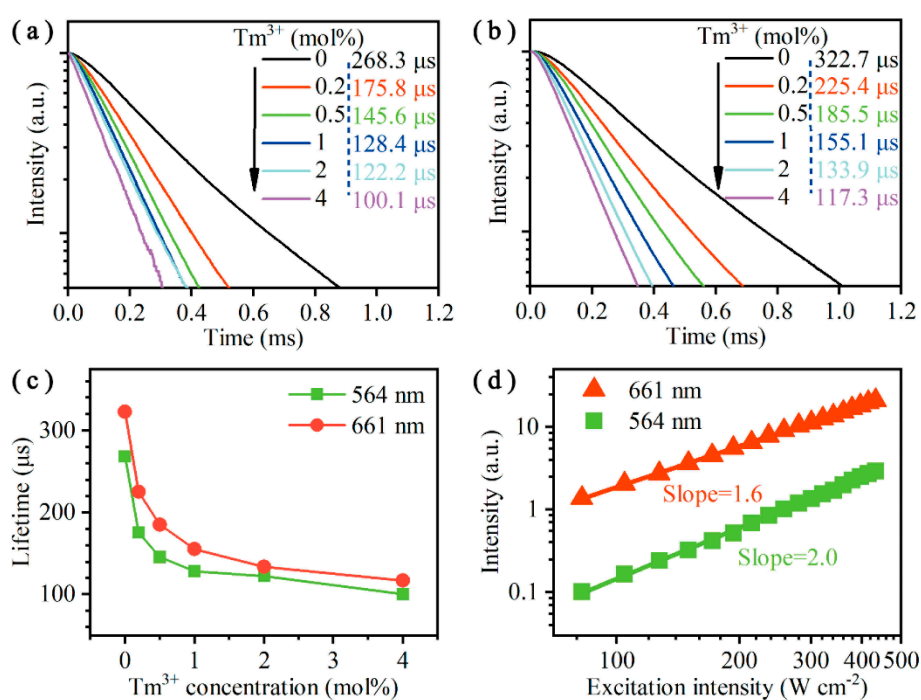 (a)
Tm³⁺ (mol%)
0 268.3 μs
0.2 175.8 μs
0.5 145.6 μs
1 128.4 μs
2 122.2 μs
4 100.1 μs
Intensity (a.u.)
0.0 0.2 0.4 0.6 0.8 1.0 1.2
Time (ms)
(b)
Tm³⁺ (mol%)
0 322.7 μs
0.2 225.4 μs
0.5 185.5 μs
1 155.1 μs
2 133.9 μs
4 117.3 μs
Intensity (a.u.)
0.0 0.2 0.4 0.6 0.8 1.0 1.2
Time (ms)
(c)
564 nm
661 nm
Lifetime (μs)
300
200
100
0 1 2 3 4
Tm³⁺ concentration (mol%)
(d)
661 nm
564 nm
Intensity (a.u.)
10
1
0.1
Slope=1.6
Slope=2.0
100 200 300 400 500
Excitation intensity (W cm⁻²)